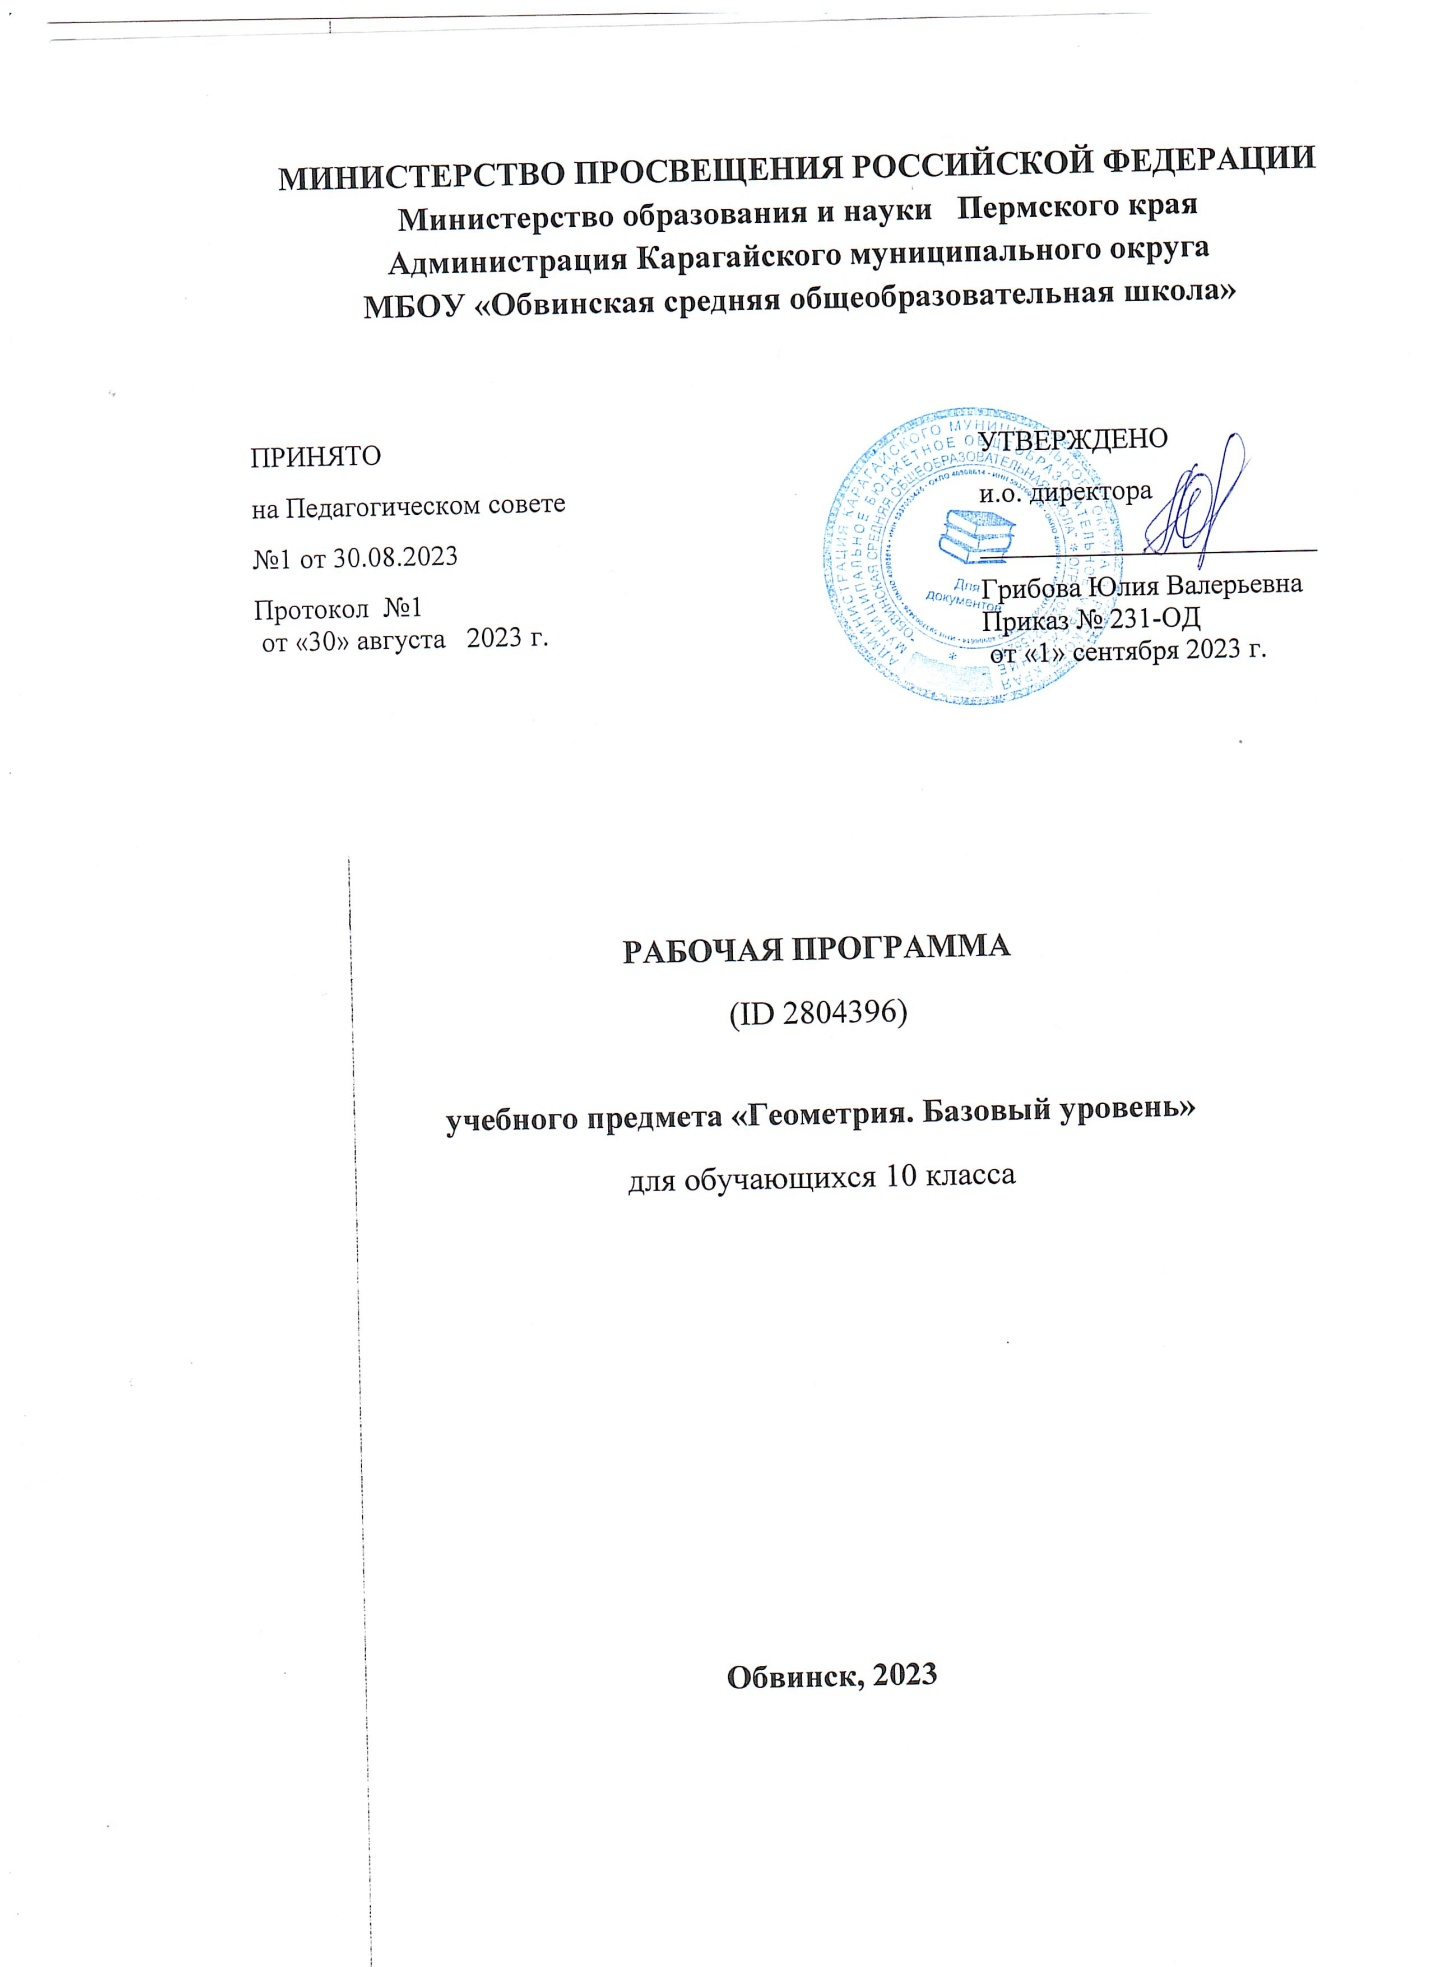 МИНИСТЕРСТВО ПРОСВЕЩЕНИЯ РОССИЙСКОЙ ФЕДЕРАЦИИ
Министерство образования и науки   Пермского края
Администрация Карагайского муниципального округа
МБОУ «Обвинская средняя общеобразовательная школа»
ПРИНЯТО
на Педагогическом совете
№1 от 30.08.2023
Протокол  №1
от «30» августа   2023 г.
УТВЕРЖДЕНО
и.о. директора
Грибова Юлия Валерьевна
Приказ № 231-ОД
от «1» сентября 2023 г.
Для
документов
РАБОЧАЯ ПРОГРАММА
(ID 2804396)
учебного предмета «Геометрия. Базовый уровень»
для обучающихся 10 класса
Обвинск, 2023